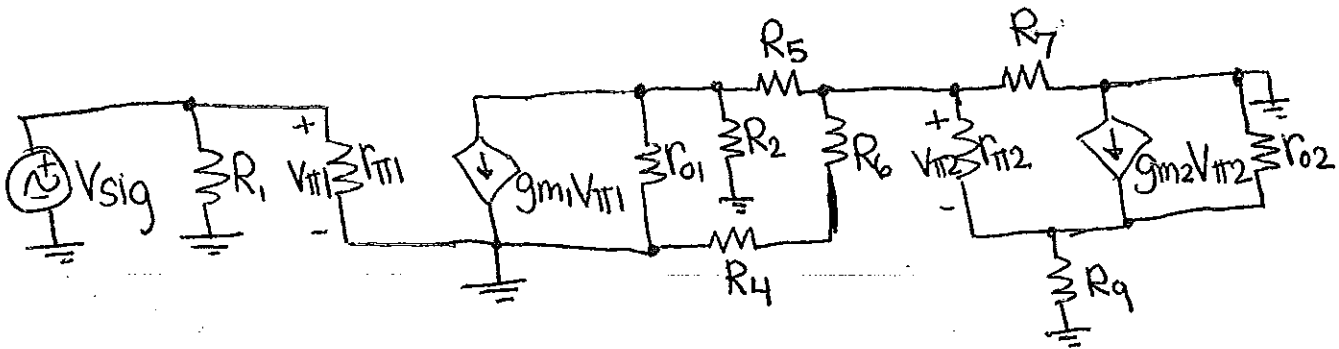 Vsig
R1
+
Vπ1
-
rπ1
gm1Vπ1
ro1
R2
R5
R4
R6
+
Vπ2
-
rπ2
R7
gm2Vπ2
ro2
R9